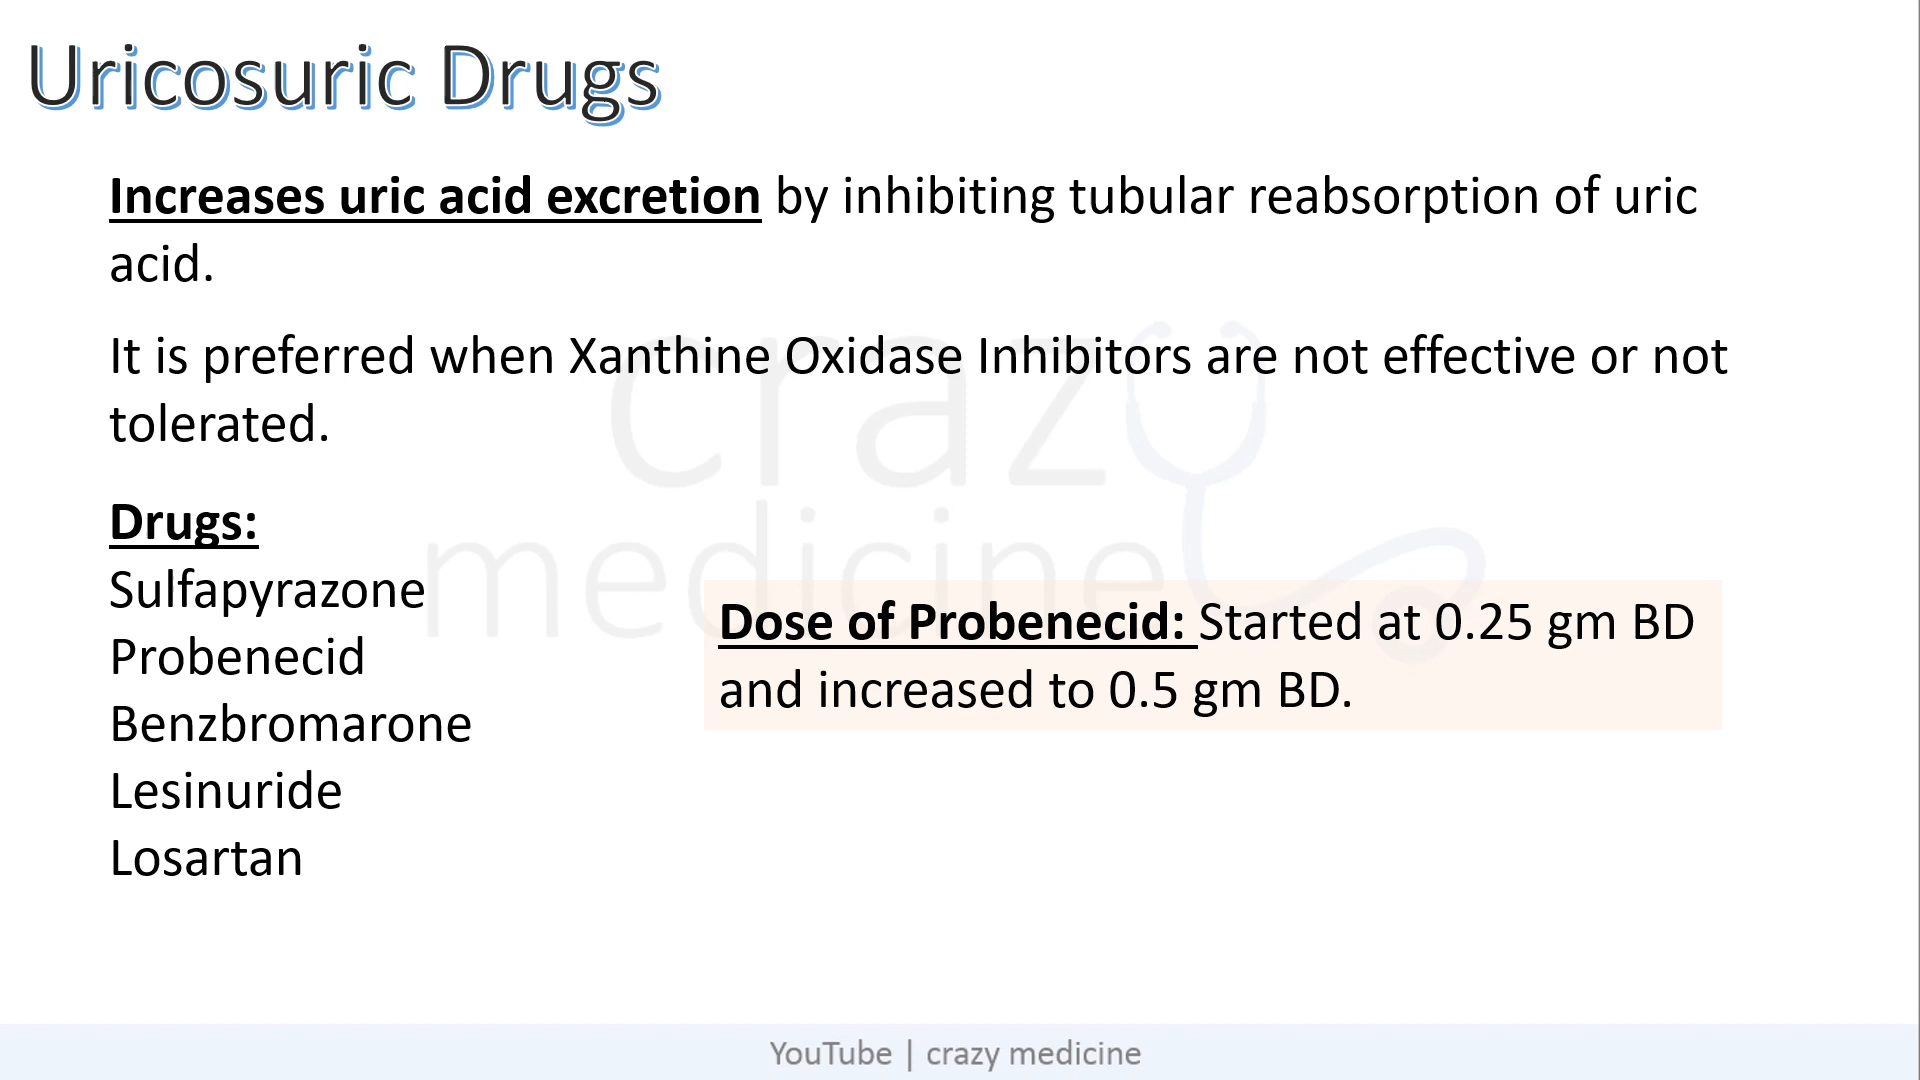 Uricosuric Drugs
Increases uric acid excretion by inhibiting tubular reabsorption of uric
acid.
It is preferred when Xanthine Oxidase Inhibitors are not effective or not
tolerated.
Drugs:
Sulfapyrazone
Probenecid
Benzbromarone
Lesinuride
Losartan
Dose of Probenecid: Started at 0.25 gm BD
and increased to 0.5 gm BD.
crazy
medicine
YouTube | crazy medicine